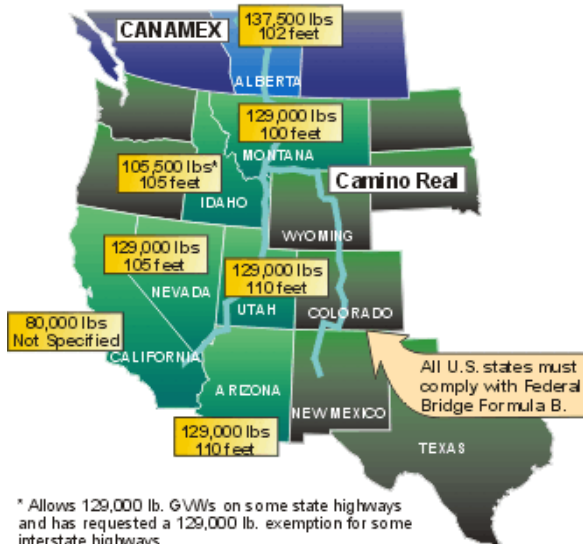 CANAMEX
137,500 lbs
102 feet
ALBERTA
129,000 lbs
100 feet
MONTANA
105,500 lbs*
105 feet
IDAHO
Camino Real
WYOMING
129,000 lbs
105 feet
NEVADA
129,000 lbs
110 feet
UTAH
COLORADO
80,000 lbs
Not Specified
CALIFORNIA
ARIZONA
NEW MEXICO
All U.S. states must
comply with Federal
Bridge Formula B.
129,000 lbs
110 feet
TEXAS
* Allows 129,000 lb. GVWs on some state highways
and has requested a 129,000 lb. exemption for some
interstate highways